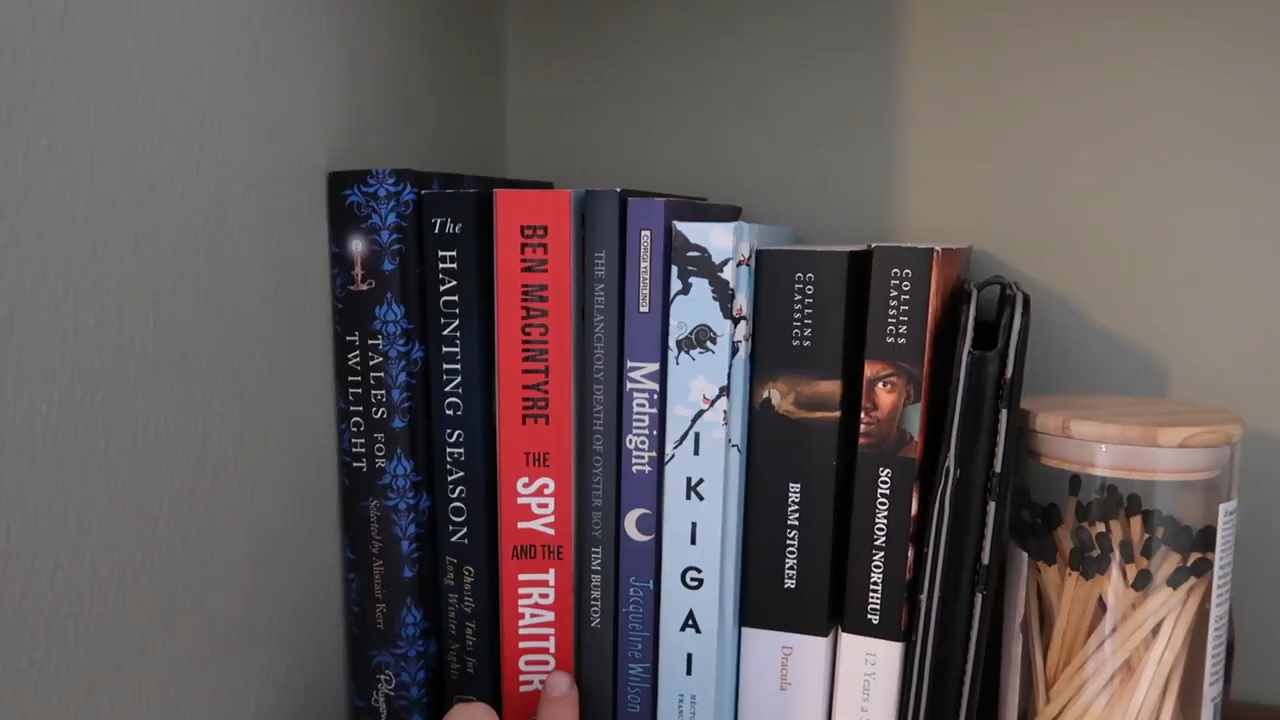 TALES FOR
TWILIGHT
Selected by Alistair Kerr
Polygon
The
HAUNTING SEASON
Ghostly Tales for
Long Winter Nights
BEN MACINTYRE
THE
SPY
AND THE
TRAITOR
THE MELANCHOLY DEATH OF OYSTER BOY TIM BURTON
CORGI YEARLING
Midnight
Jacqueline Wilson
IKIGAI
COLLINS
CLASSICS
BRAM STOKER
Dracula
COLLINS
CLASSICS
SOLOMON NORTHUP
12 Years a